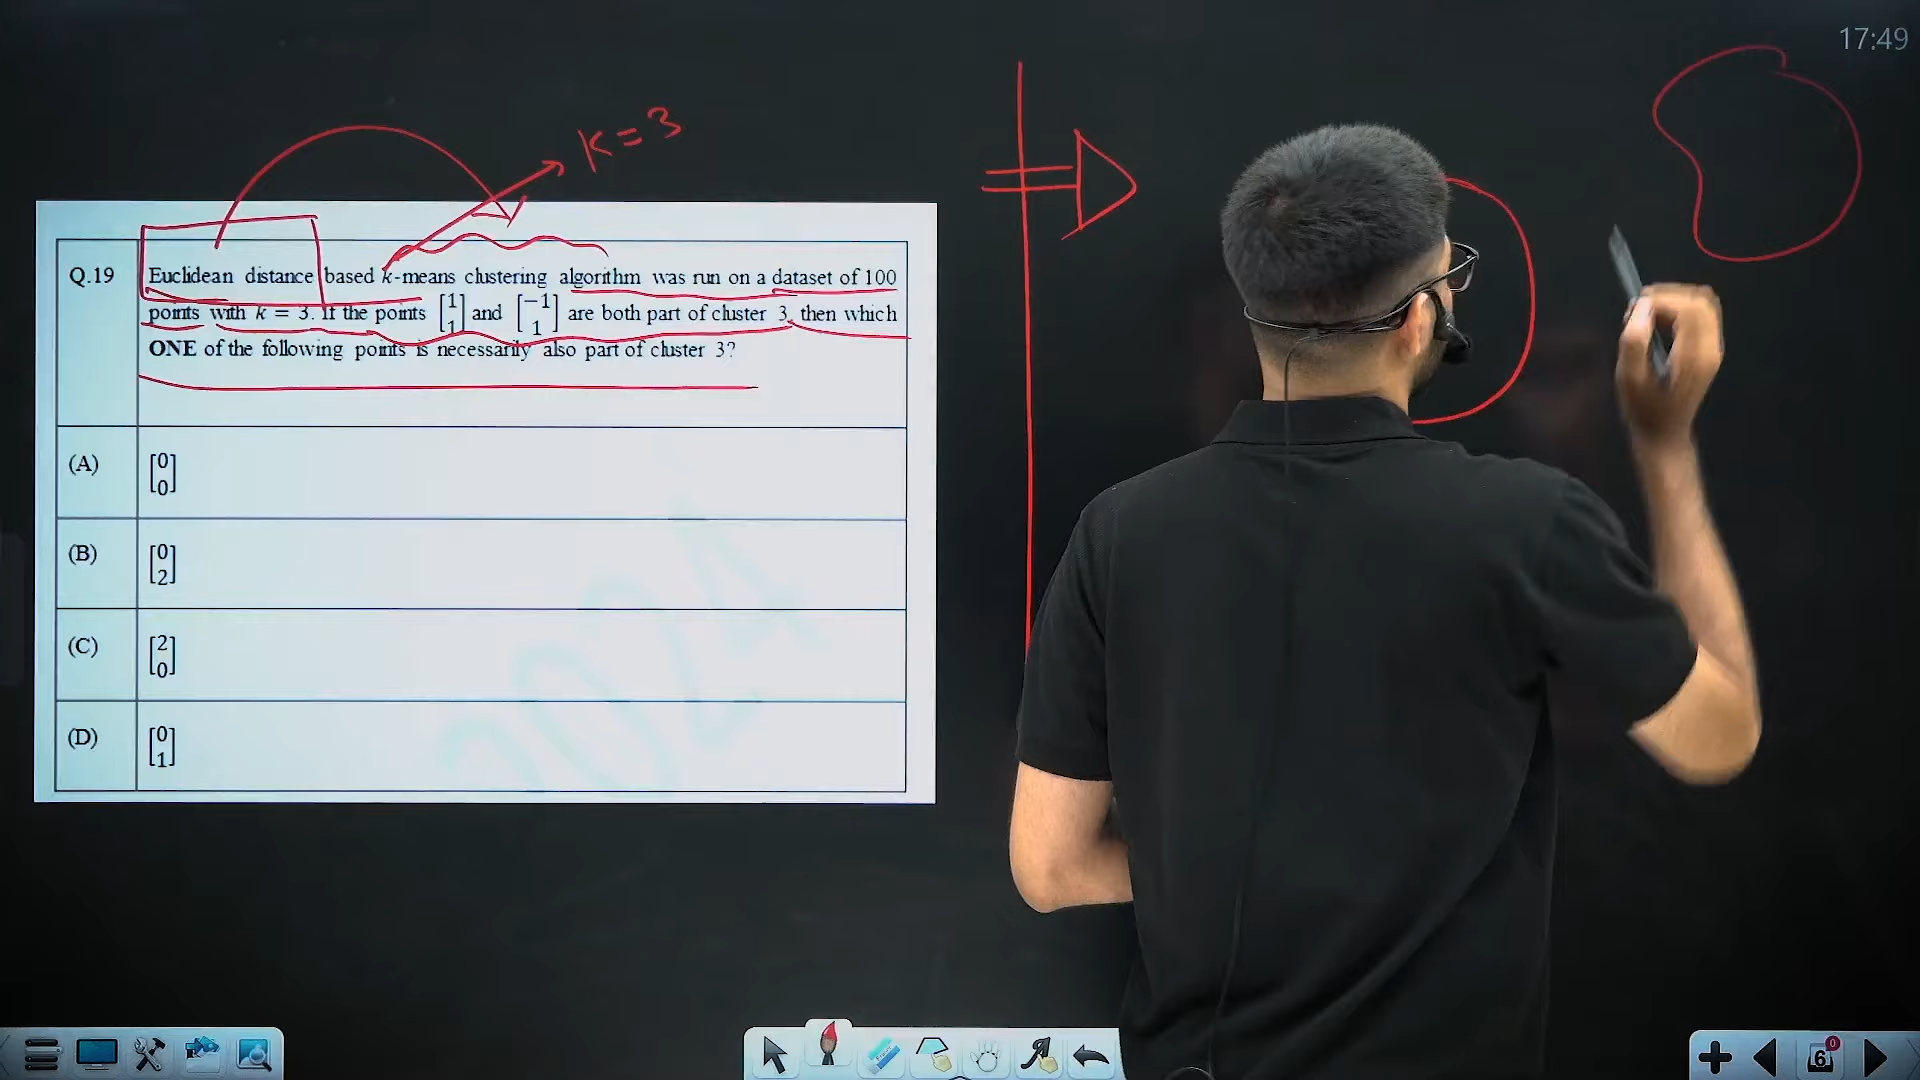 17:49
K=3
Q.19 Euclidean distance based k-means clustering algorithm was run on a dataset of 100
points with k = 3. If the points [1 1] and [−1 1] are both part of cluster 3, then which
ONE of the following points is necessarily also part of cluster 3?
(A) [0 0]
(B) [0 2]
(C) [2 0]
(D) [0 1]
2024
6
0